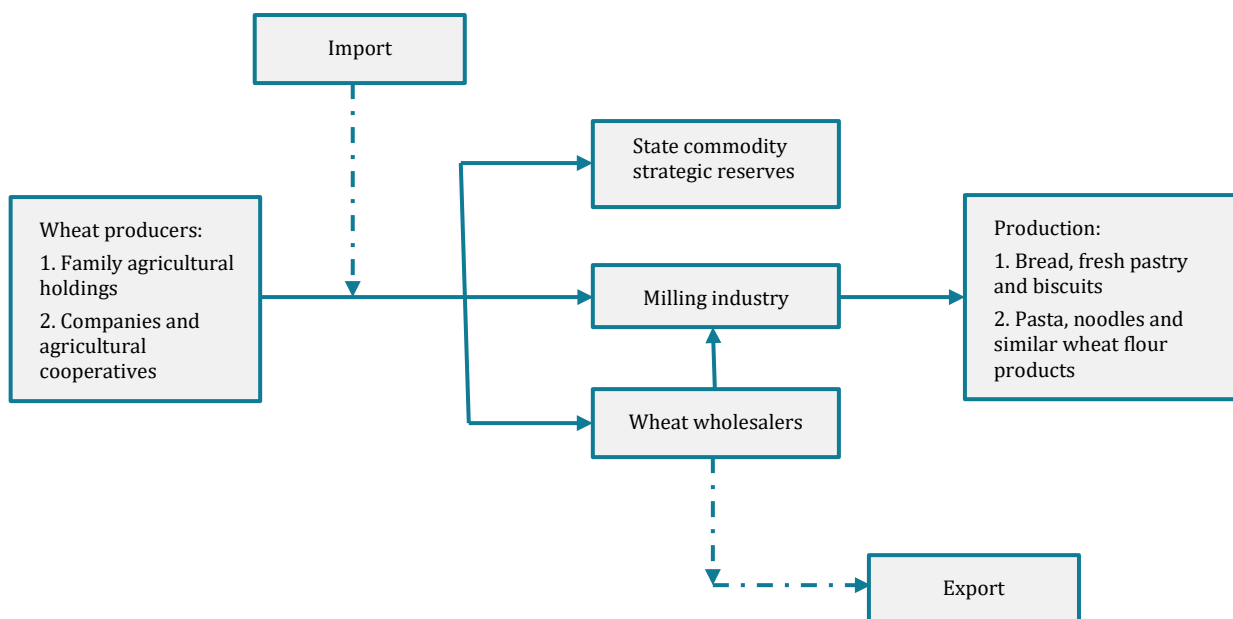 Import
State commodity
strategic reserves
Wheat producers:
1. Family agricultural
holdings
2. Companies and
agricultural
cooperatives
Milling industry
Production:
1. Bread, fresh pastry
and biscuits
2. Pasta, noodles and
similar wheat flour
products
Wheat wholesalers
Export